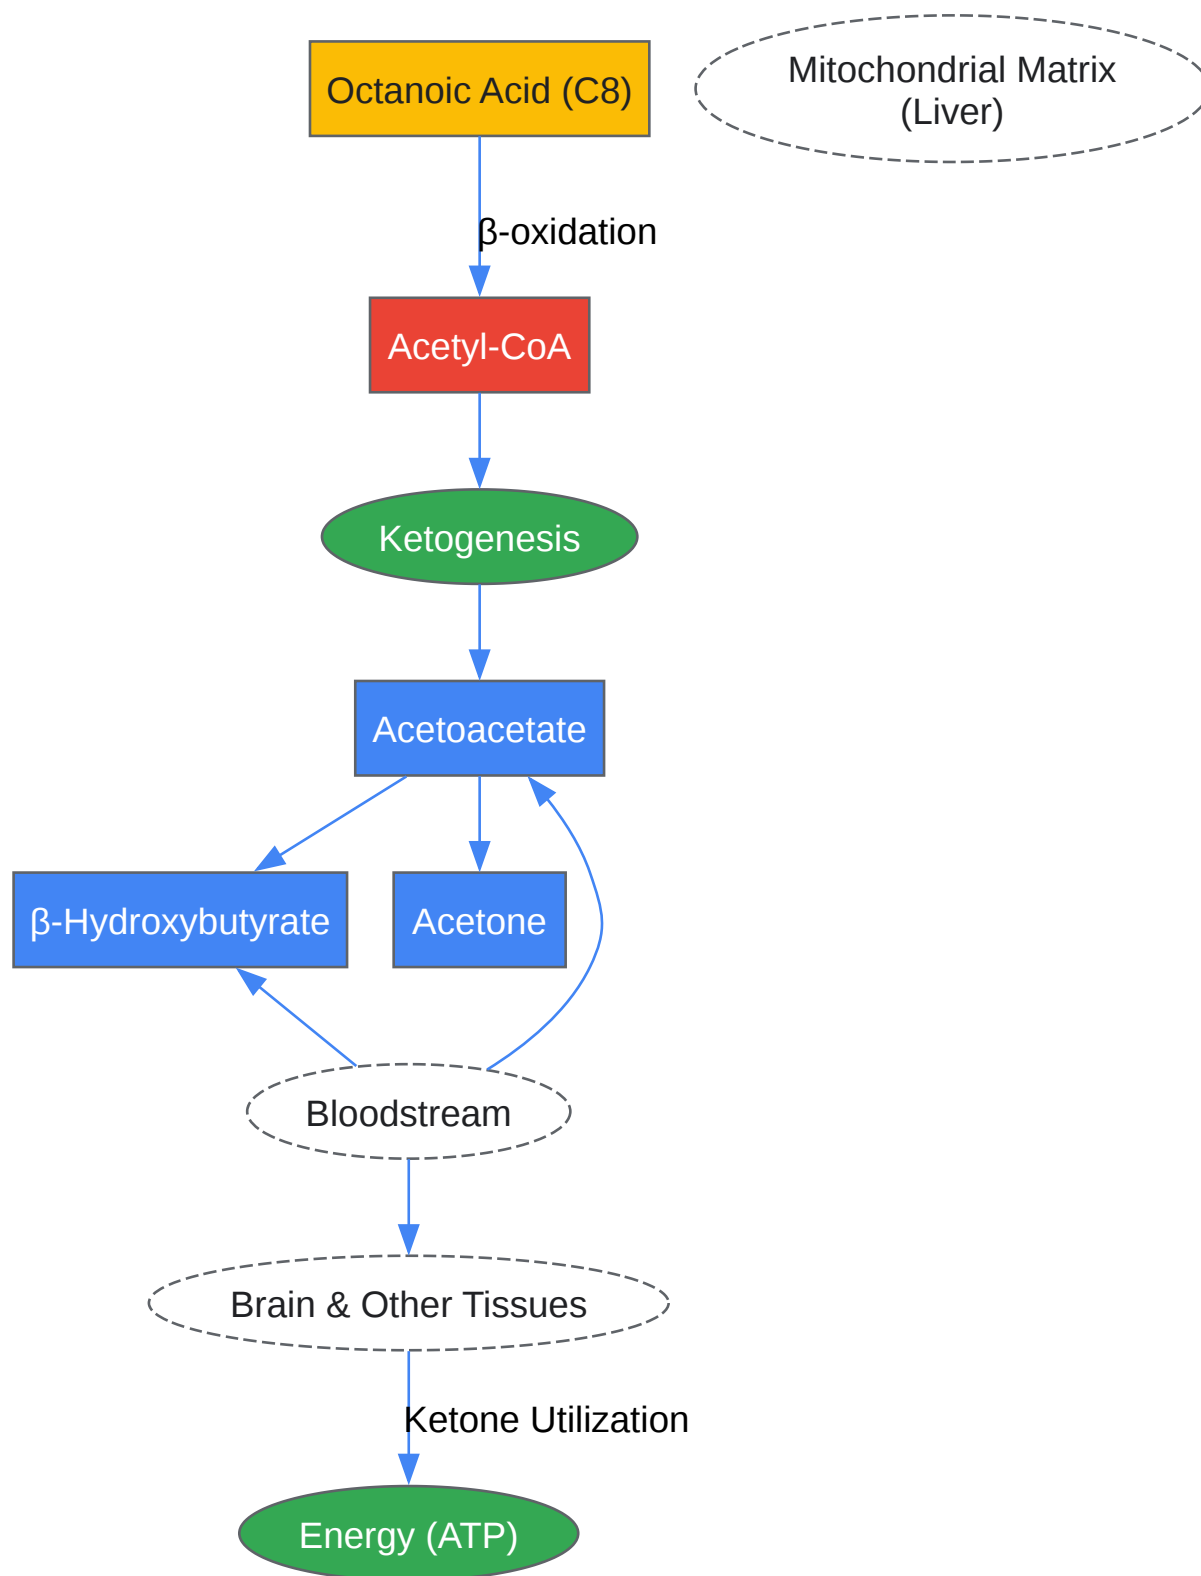 Octanoic Acid (C8)
Mitochondrial Matrix
(Liver)
β-oxidation
Acetyl-CoA
Ketogenesis
Acetoacetate
β-Hydroxybutyrate
Acetone
Bloodstream
Brain & Other Tissues
Ketone Utilization
Energy (ATP)